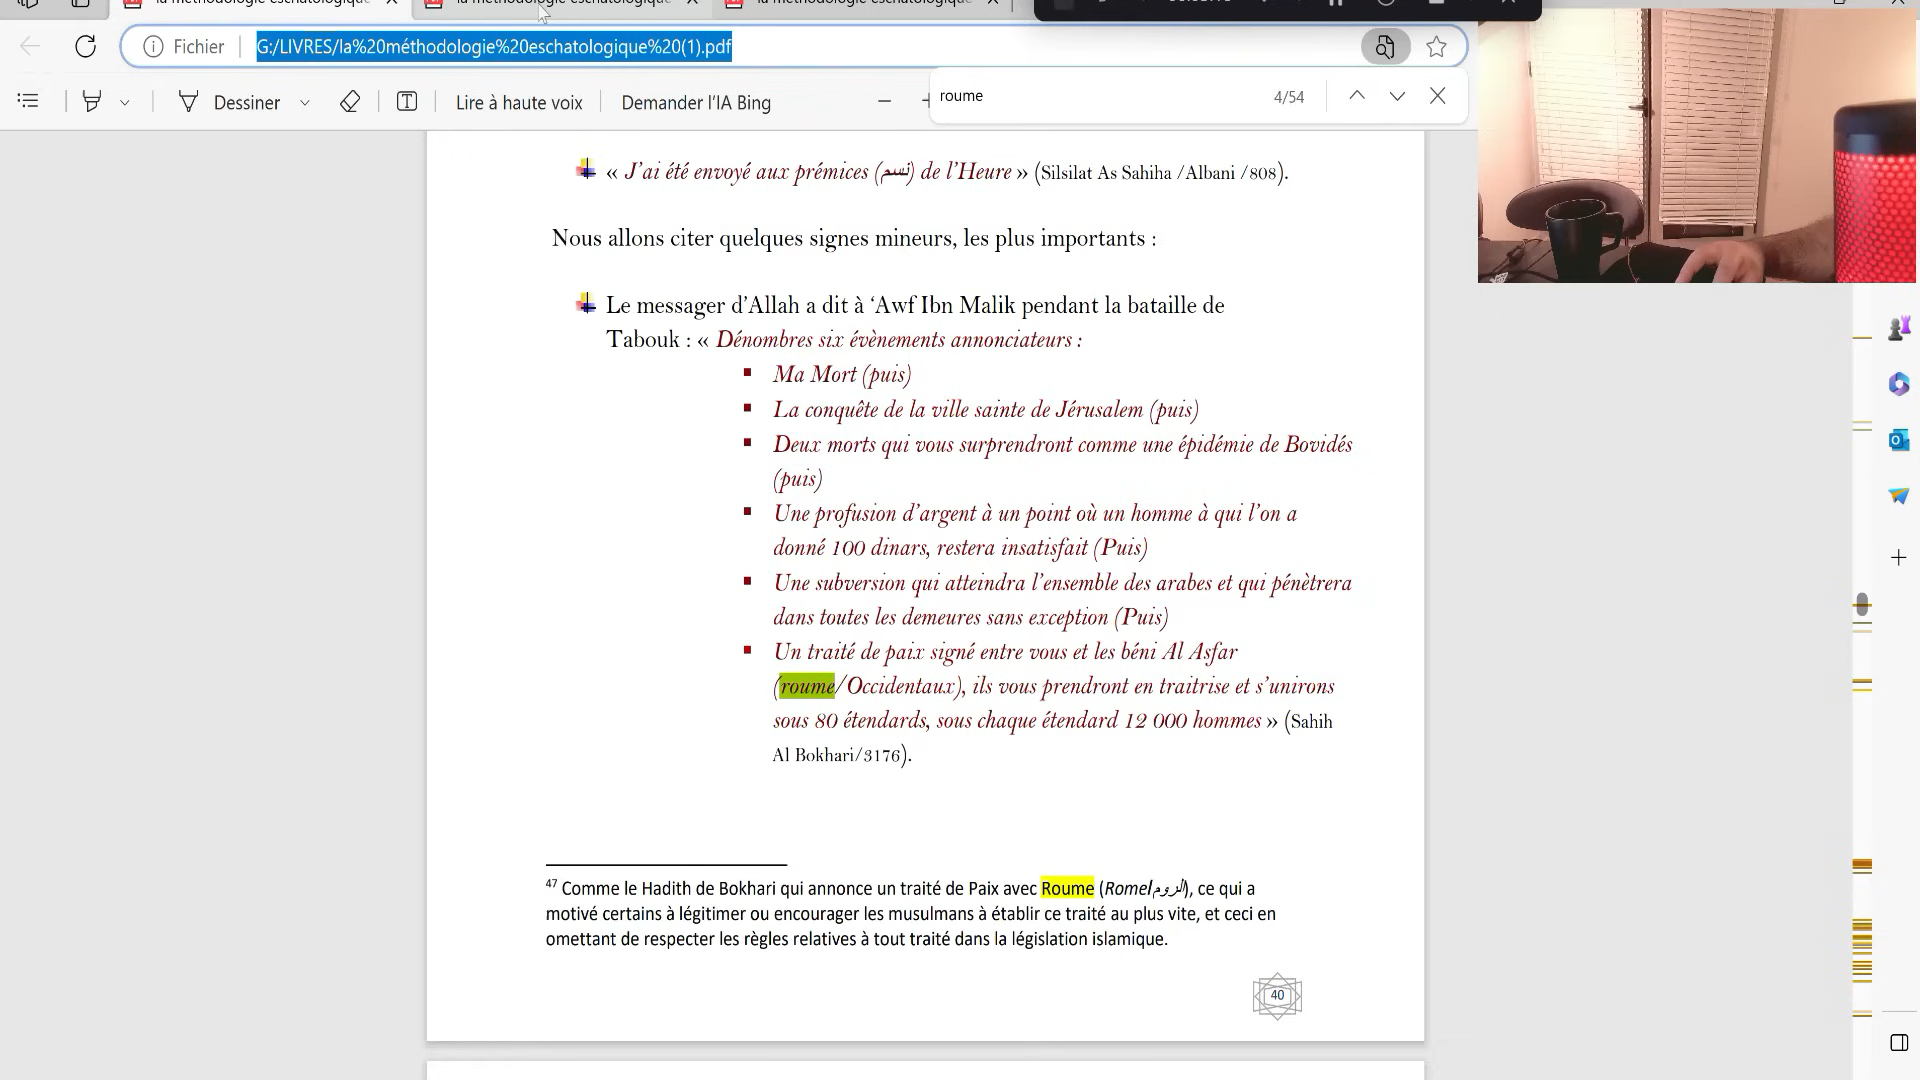 Fichier G:/LIVRES/la%20méthodologie%20eschatologique%20(1).pdf
Dessiner Lire à haute voix Demander l'IA Bing
roume 4/54
« J'ai été envoyé aux prémices (نسم) de l'Heure » (Silsilat As Sahiha /Albani /808).
Nous allons citer quelques signes mineurs, les plus importants :
Le messager d'Allah a dit à ‘Awf Ibn Malik pendant la bataille de
Tabouk : « Dénombres six évènements annonciateurs :
▪ Ma Mort (puis)
▪ La conquête de la ville sainte de Jérusalem (puis)
▪ Deux morts qui vous surprendront comme une épidémie de Bovidés
(puis)
▪ Une profusion d'argent à un point où un homme à qui l'on a
donné 100 dinars, restera insatisfait (Puis)
▪ Une subversion qui atteindra l'ensemble des arabes et qui pénètrera
dans toutes les demeures sans exception (Puis)
▪ Un traité de paix signé entre vous et les béni Al Asfar
(roume/Occidentaux), ils vous prendront en traitrise et s'unirons
sous 80 étendards, sous chaque étendard 12 000 hommes » (Sahih
Al Bokhari/3176).
47 Comme le Hadith de Bokhari qui annonce un traité de Paix avec Roume (Rome/الروم), ce qui a
motivé certains à légitimer ou encourager les musulmans à établir ce traité au plus vite, et ceci en
omettant de respecter les règles relatives à tout traité dans la législation islamique.
40